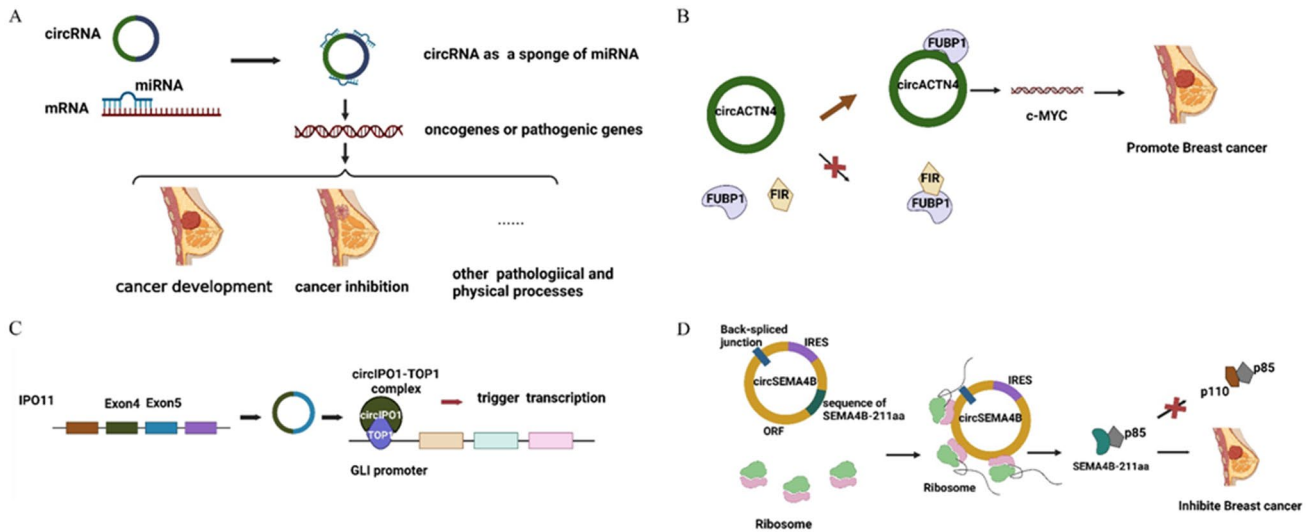 A
circRNA
miRNA
mRNA
circRNA as a sponge of miRNA
oncogenes or pathogenic genes
cancer development
cancer inhibition
......
other pathologiical and
physical processes
B
circACTN4
FUBP1
FIR
FUBP1
circACTN4
FIR
FUBP1
c-MYC
Promote Breast cancer
C
IPO11
Exon4 Exon5
circIPO1-TOP1
complex
circIPO1
TOP1
GLI promoter
trigger transcription
D
Back-spliced
junction
IRES
circSEMA4B
sequence of
SEMA4B-211aa
ORF
Ribosome
IRES
circSEMA4B
Ribosome
p85
SEMA4B-211aa
p85
p110
Inhibite Breast cancer